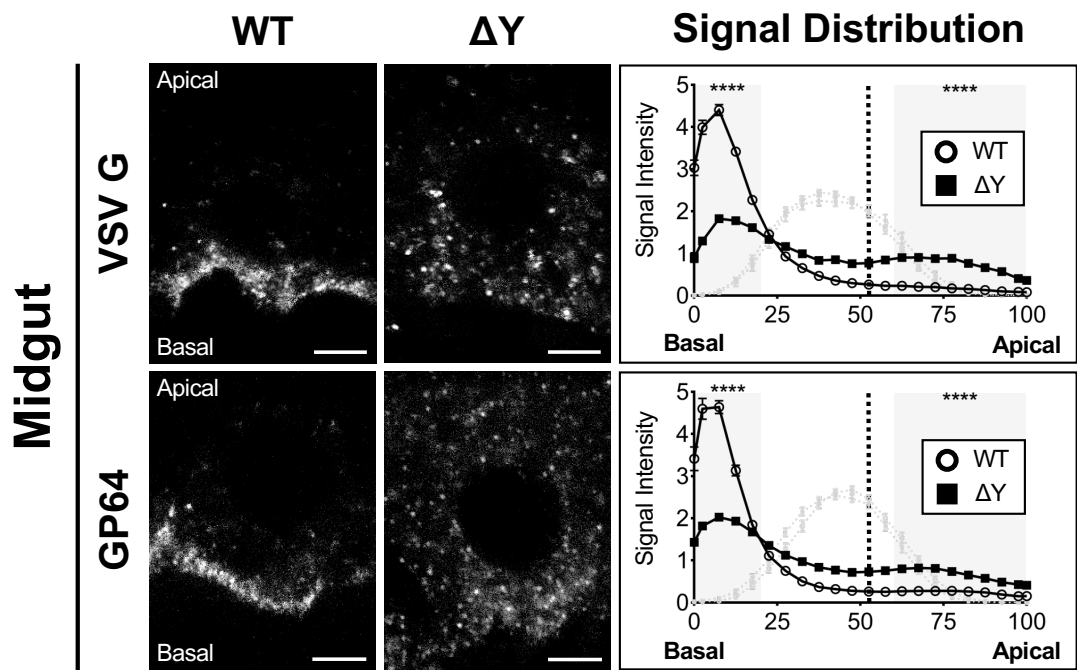 WT
ΔY
Signal Distribution
Midgut
VSV G
Apical
Basal
Signal Intensity
5
4
3
2
1
0
****
****
WT
ΔY
0
25
50
75
100
Basal
Apical
GP64
Apical
Basal
Signal Intensity
5
4
3
2
1
0
****
****
WT
ΔY
0
25
50
75
100
Basal
Apical